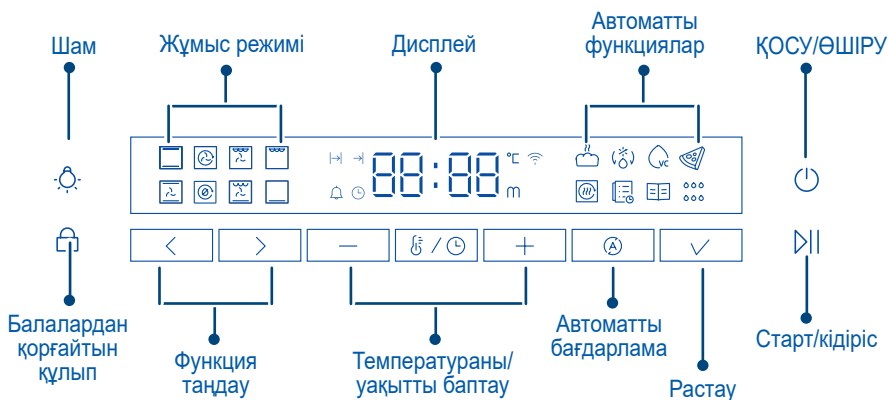 Шам
Жұмыс режимі
Дисплей
Автоматты
функциялар
ҚОСУ/ӨШІРУ
88:88
°C
m
VC
A
Балалардан
қорғайтын
құлып
Функция
таңдау
Температураны/
уақытты баптау
Автоматты
бағдарлама
Растау
Старт/кідіріс